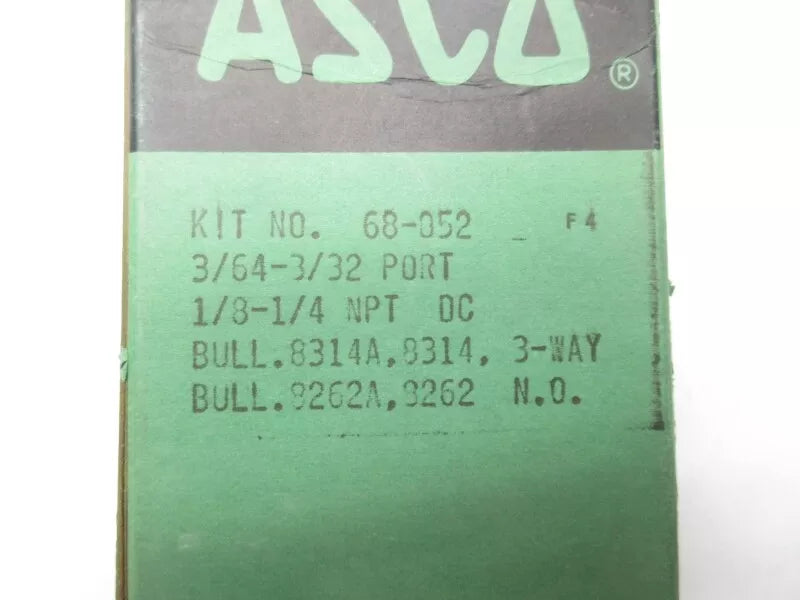 ASCO ®
KIT NO. 68-052 F4
3/64-3/32 PORT
1/8-1/4 NPT DC
BULL.8314A,8314, 3-WAY
BULL.8262A,8262 N.O.